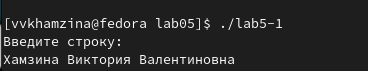 [vvkhamzina@fedora lab05]$ ./lab5-1
Введите строку:
Хамзина Виктория Валентиновна